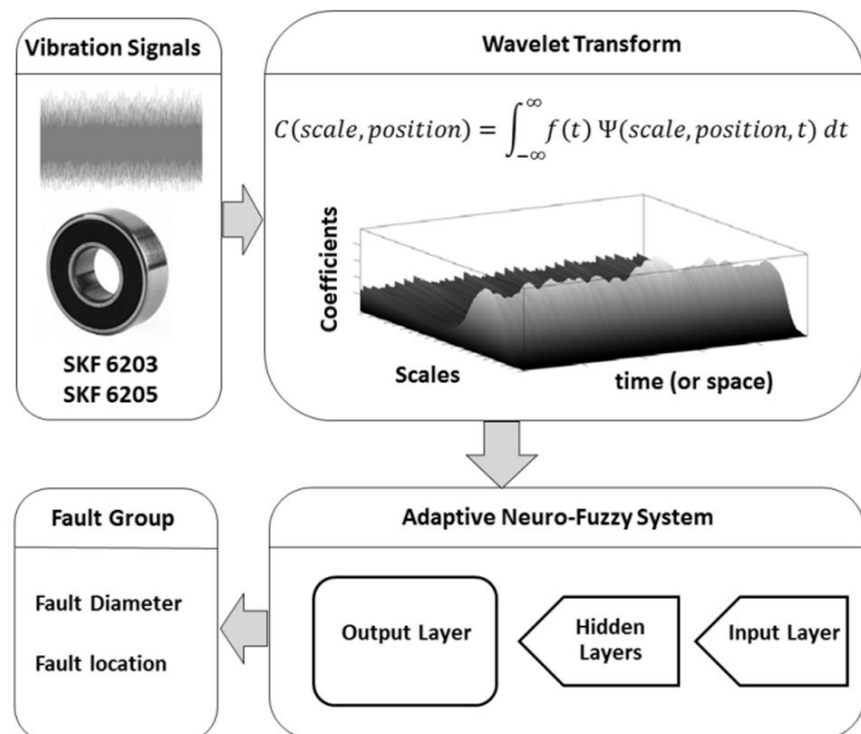 Vibration Signals
SKF 6203
SKF 6205
Wavelet Transform
C(scale, position) = ∫_{-∞}^{∞} f(t) Ψ(scale, position, t) dt
Coefficients
Scales
time (or space)
Adaptive Neuro-Fuzzy System
Input Layer
Hidden
Layers
Output Layer
Fault Group
Fault Diameter
Fault location